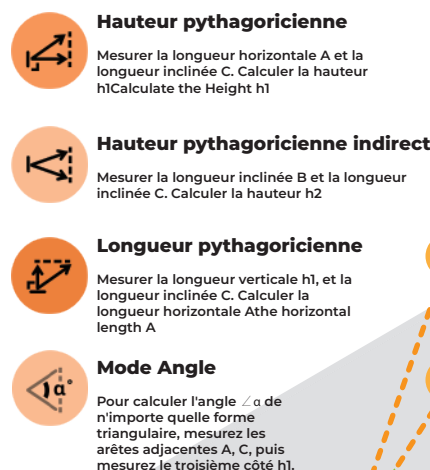 Hauteur pythagoricienne
Mesurer la longueur horizontale A et la
longueur inclinée C. Calculer la hauteur
h1Calculate the Height h1
Hauteur pythagoricienne indirect
Mesurer la longueur inclinée B et la longueur
inclinée C. Calculer la hauteur h2
Longueur pythagoricienne
Mesurer la longueur verticale h1, et la
longueur inclinée C. Calculer la
longueur horizontale Athe horizontal
length A
α°
Mode Angle
Pour calculer l'angle ∠α de
n'importe quelle forme
triangulaire, mesurez les
arêtes adjacentes A, C, puis
mesurez le troisième côté h1.